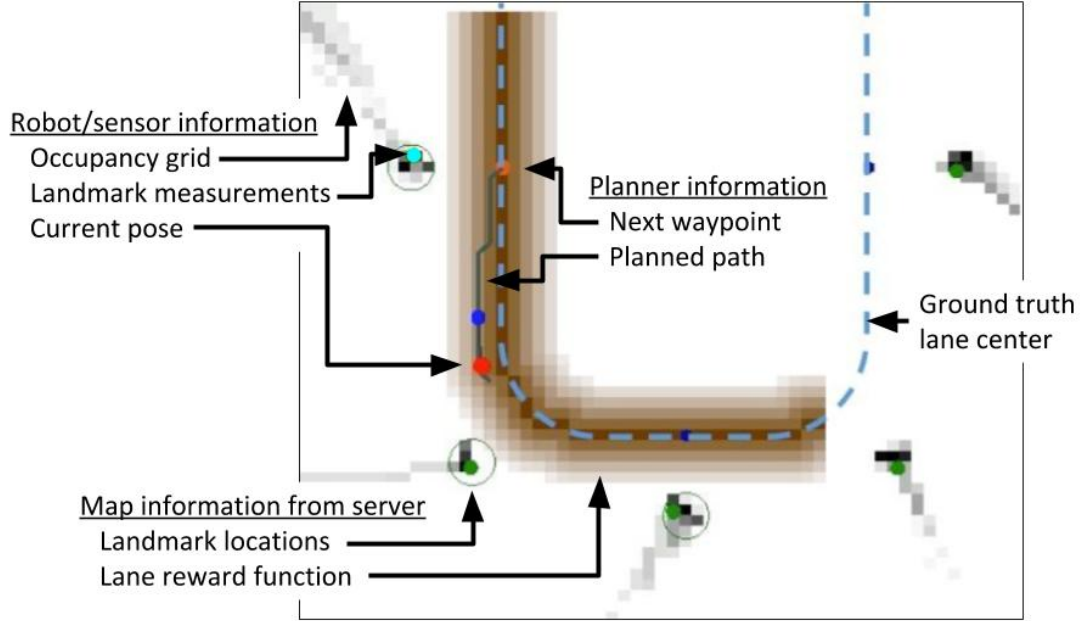 Robot/sensor information
Occupancy grid
Landmark measurements
Current pose
Planner information
Next waypoint
Planned path
Ground truth
lane center
Map information from server
Landmark locations
Lane reward function